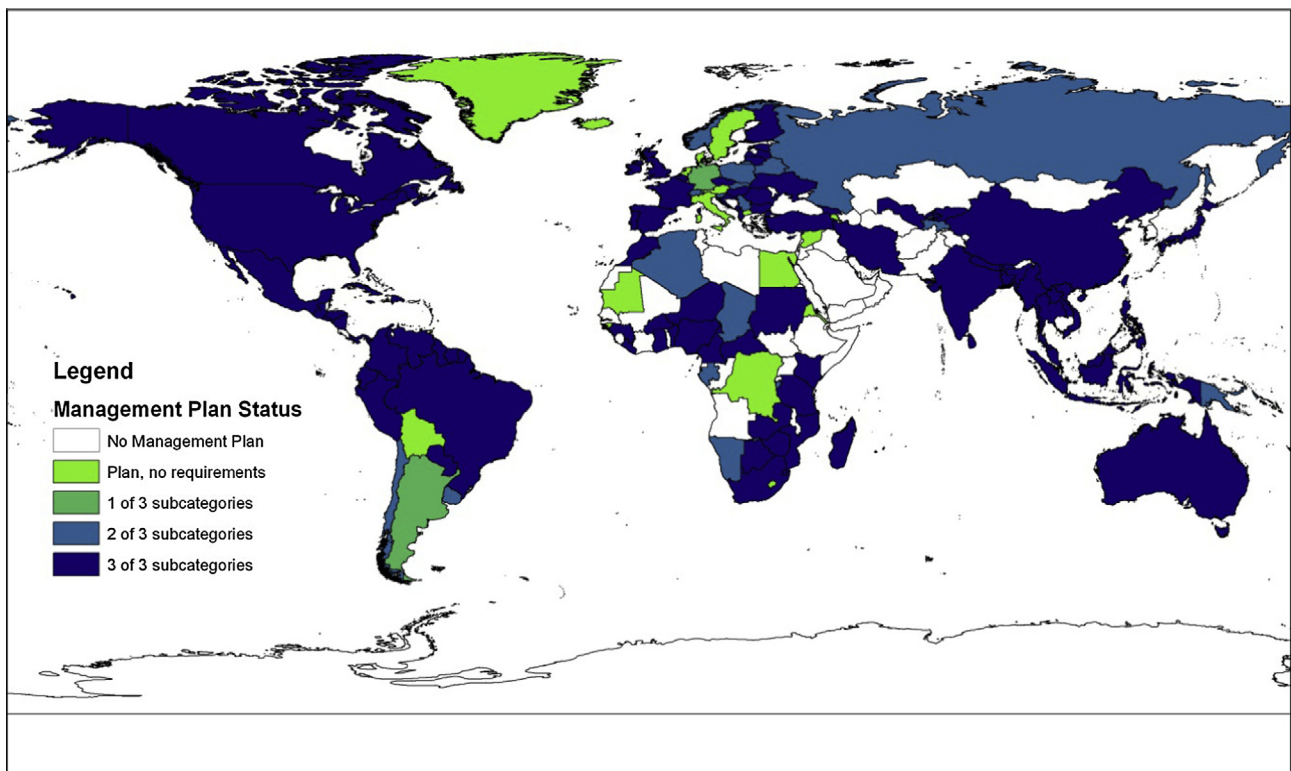 Legend
Management Plan Status
No Management Plan
Plan, no requirements
1 of 3 subcategories
2 of 3 subcategories
3 of 3 subcategories